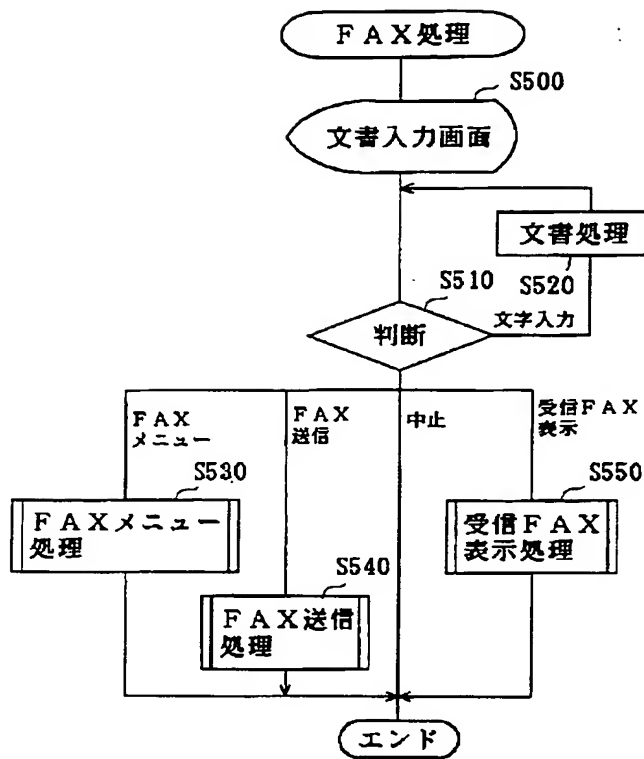 ＦＡＸ処理
S500
文書入力画面
文書処理
S520
S510
判断
文字入力
ＦＡＸ
メニュー
ＦＡＸ
送信
中止
受信ＦＡＸ
表示
S530
S550
ＦＡＸメニュー
処理
受信ＦＡＸ
表示処理
S540
ＦＡＸ送信
処理
エンド